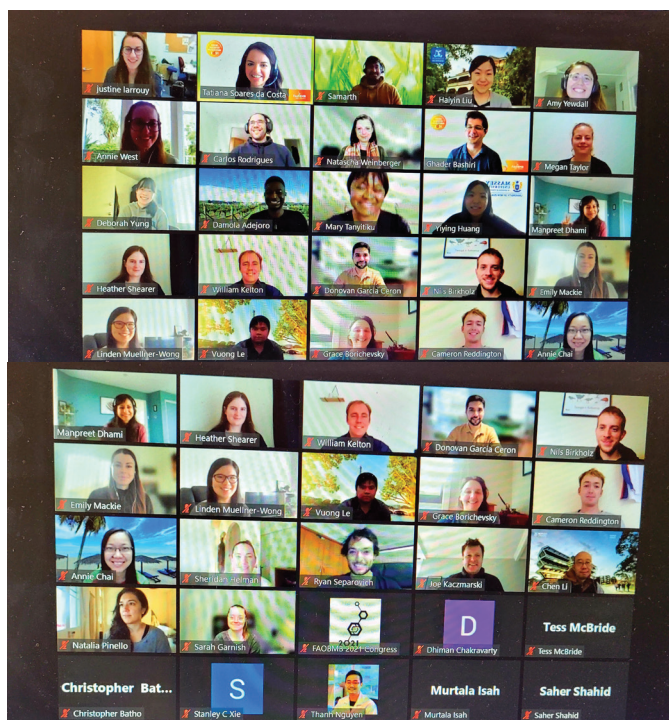 justine larrouy
Tatiana Soares da Costa
Samarth
Haiyin Liu
Amy Yewdall
Annie West
Carlos Rodrigues
Natascha Weinberger
Ghader Bashiri
Megan Taylor
MASSEY
Deborah Yung
Damola Adejoro
Mary Tanyitiku
Yiying Huang
Manpreet Dhami
Heather Shearer
William Kelton
Donovan Garcia Ceron
Nils Birkholz
Emily Mackie
Linden Muellner-Wong
Vuong Le
Grace Borichevsky
Cameron Reddington
Annie Chai
Manpreet Dhami
Heather Shearer
William Kelton
Donovan Garcia Ceron
Nils Birkholz
Emily Mackie
Linden Muellner-Wong
Vuong Le
Grace Borichevsky
Cameron Reddington
Annie Chai
Sheridan Helman
Ryan Separovich
Joe Kaczmarski
Chen Li
2021
D
Tess McBride
Natalia Pinello
Sarah Garnish
FAOBMB 2021 Congress
Dhiman Chakravarty
Tess McBride
Christopher Bat...
S
Murtala Isah
Saher Shahid
Christopher Batho
Stanley C Xie
Thanh Nguyen
Murtala Isah
Saher Shahid